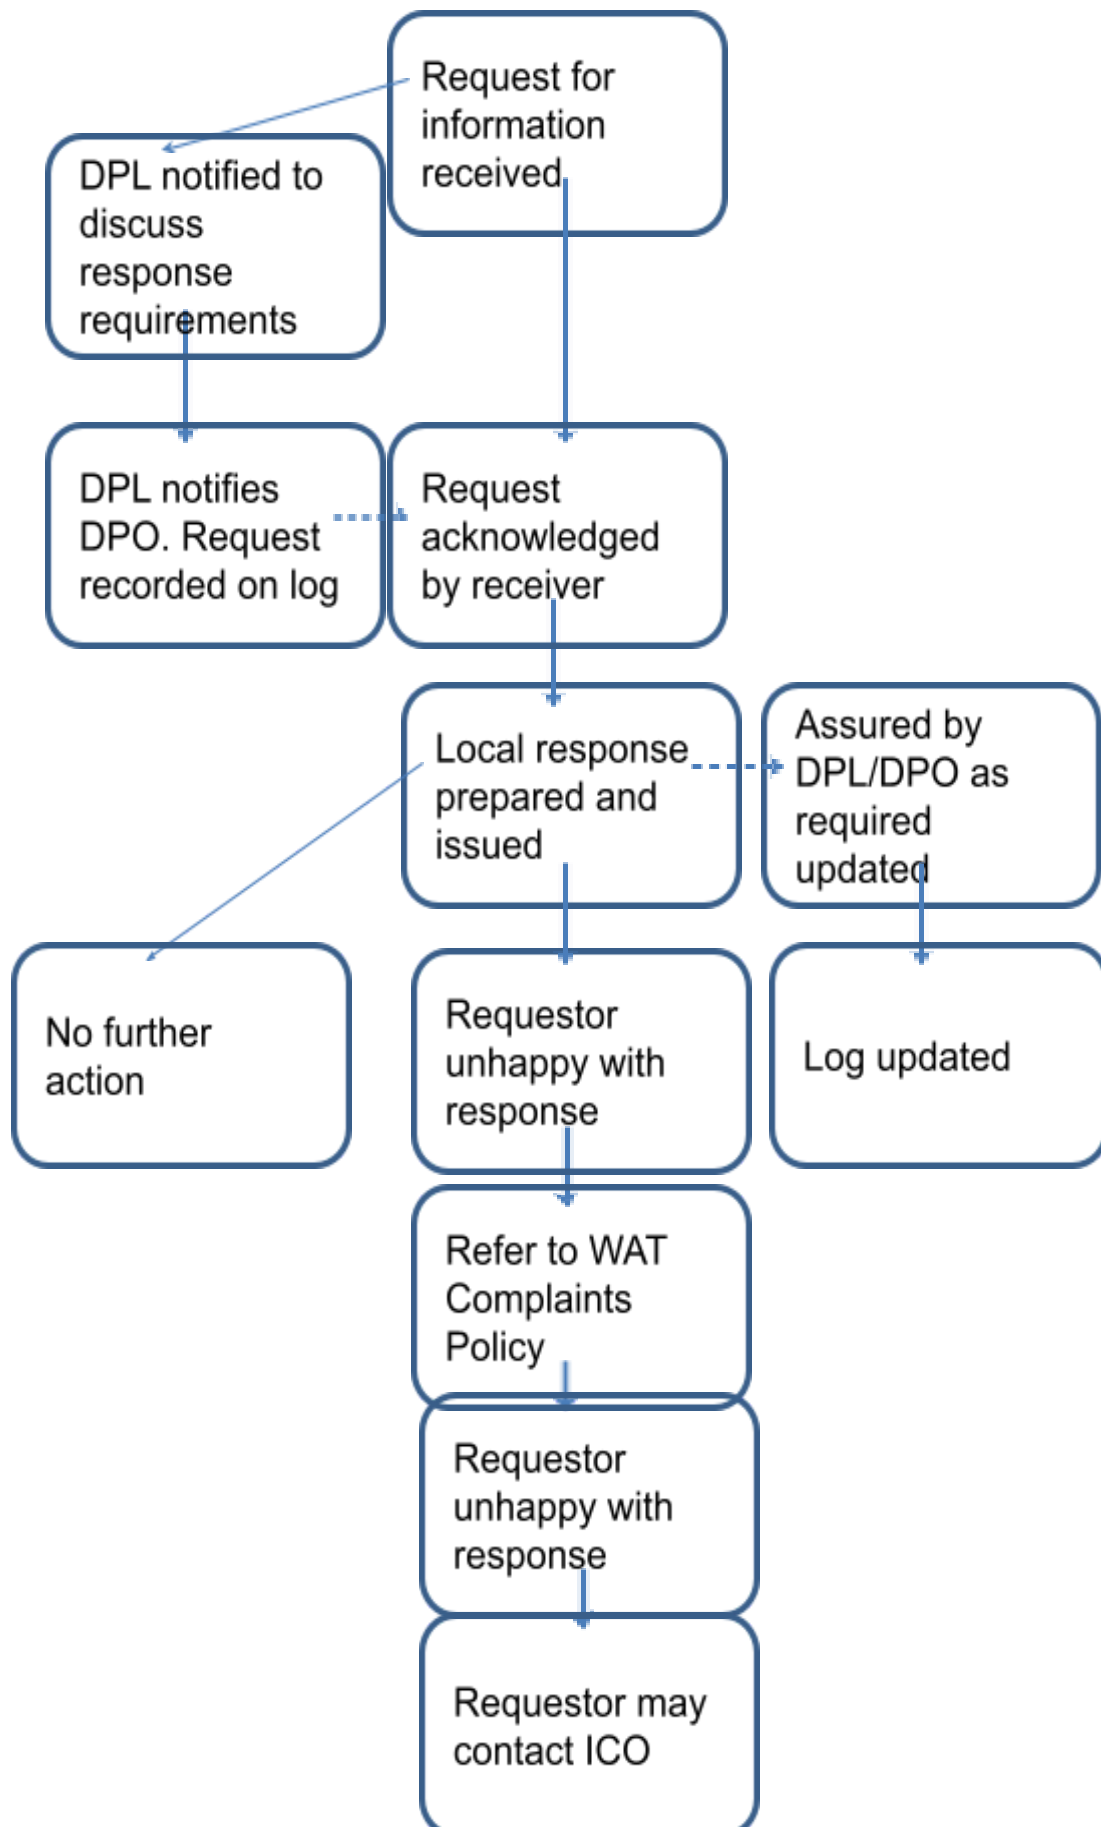 Request for
information
received
DPL notified to
discuss
response
requirements
DPL notifies
DPO. Request
recorded on log
Request
acknowledged
by receiver
Local response
prepared and
issued
Assured by
DPL/DPO as
required
updated
No further
action
Requestor
unhappy with
response
Log updated
Refer to WAT
Complaints
Policy
Requestor
unhappy with
response
Requestor may
contact ICO